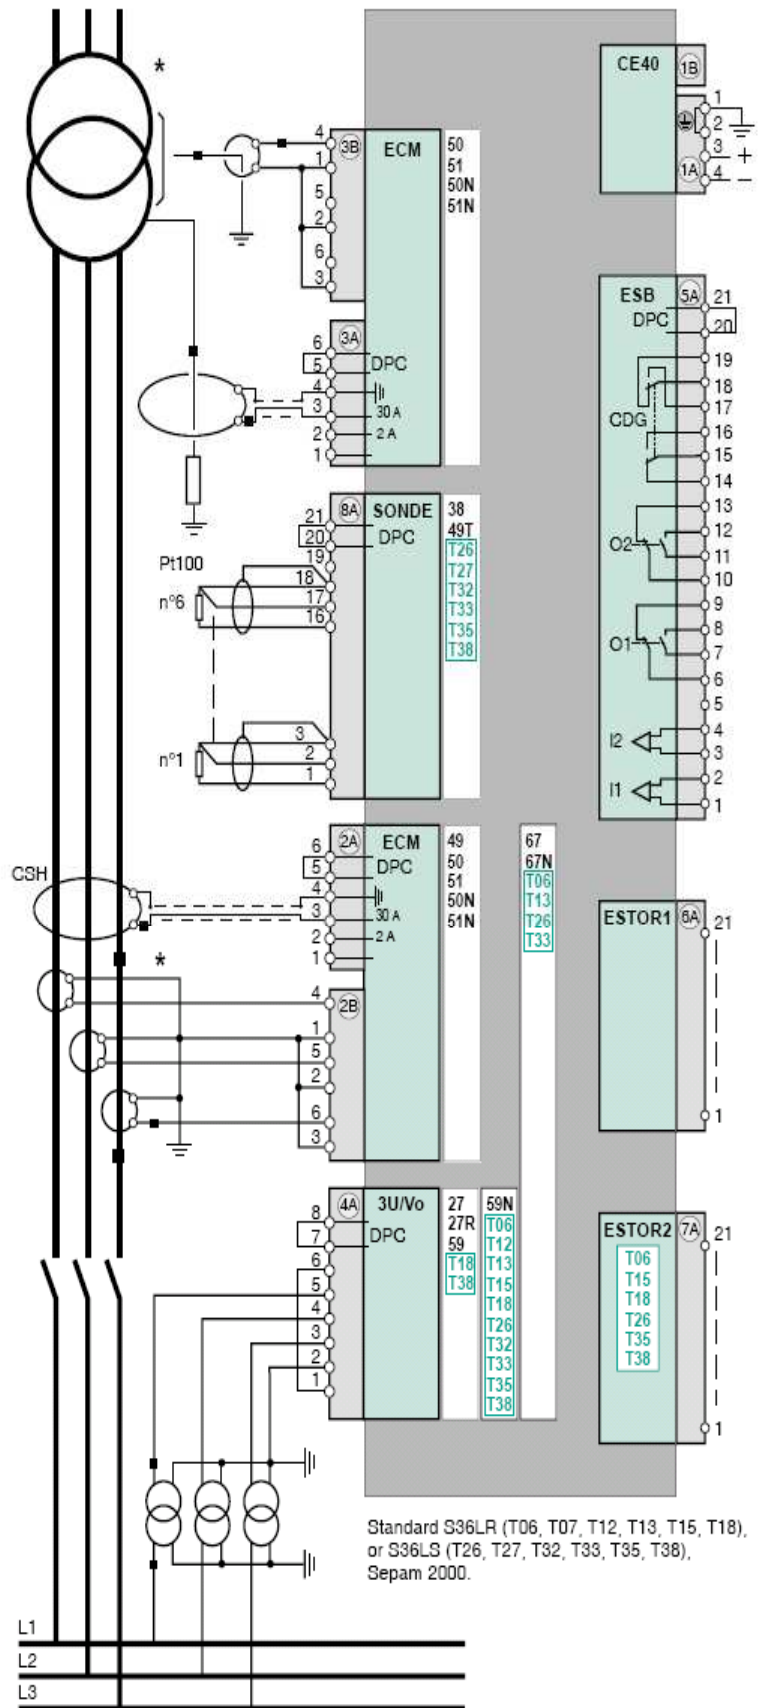 *
4
1
5
2
6
3
3B
ECM
50
51
50N
51N
6
5
4
3
2
1
3A
DPC
30 A
2 A
CE40
1B
1A
1
2
3 +
4 −
ESB
DPC
5A
21
20
19
18
17
16
15
14
13
12
11
10
9
8
7
6
5
4
3
2
1
CDG
O2
O1
I2
I1
21
20
19
18
17
16
3
2
1
Pt100
n°6
n°1
8A
SONDE
DPC
38
49T
T26
T27
T32
T33
T35
T38
CSH
*
6
5
4
3
2
1
2A
ECM
DPC
30 A
2 A
49
50
51
50N
51N
67
67N
T06
T13
T26
T33
4
1
5
2
6
3
2B
ESTOR1
6A
21
1
8
7
6
5
4
3
2
1
4A
3U/Vo
DPC
27
27R
59
T18
T38
59N
T06
T12
T13
T15
T18
T26
T32
T33
T35
T38
ESTOR2
7A
21
1
T06
T15
T18
T26
T35
T38
Standard S36LR (T06, T07, T12, T13, T15, T18),
or S36LS (T26, T27, T32, T33, T35, T38),
Sepam 2000.
L1
L2
L3